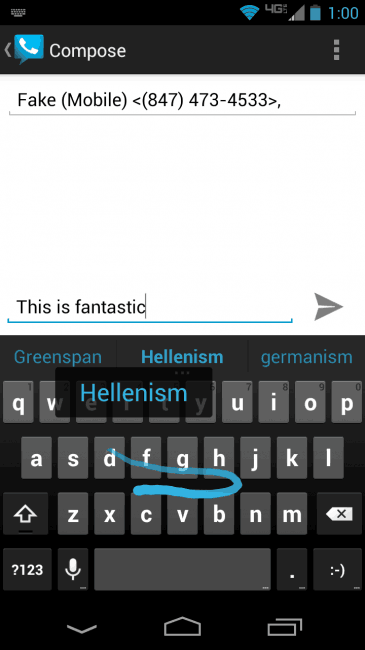 4G 1:00
Compose
Fake (Mobile) <(847) 473-4533>,
This is fantastic
Greenspan Hellenism germanism
Hellenism
q w e r t y u i o p
a s d f g h j k l
z x c v b n m
?123 . :-)